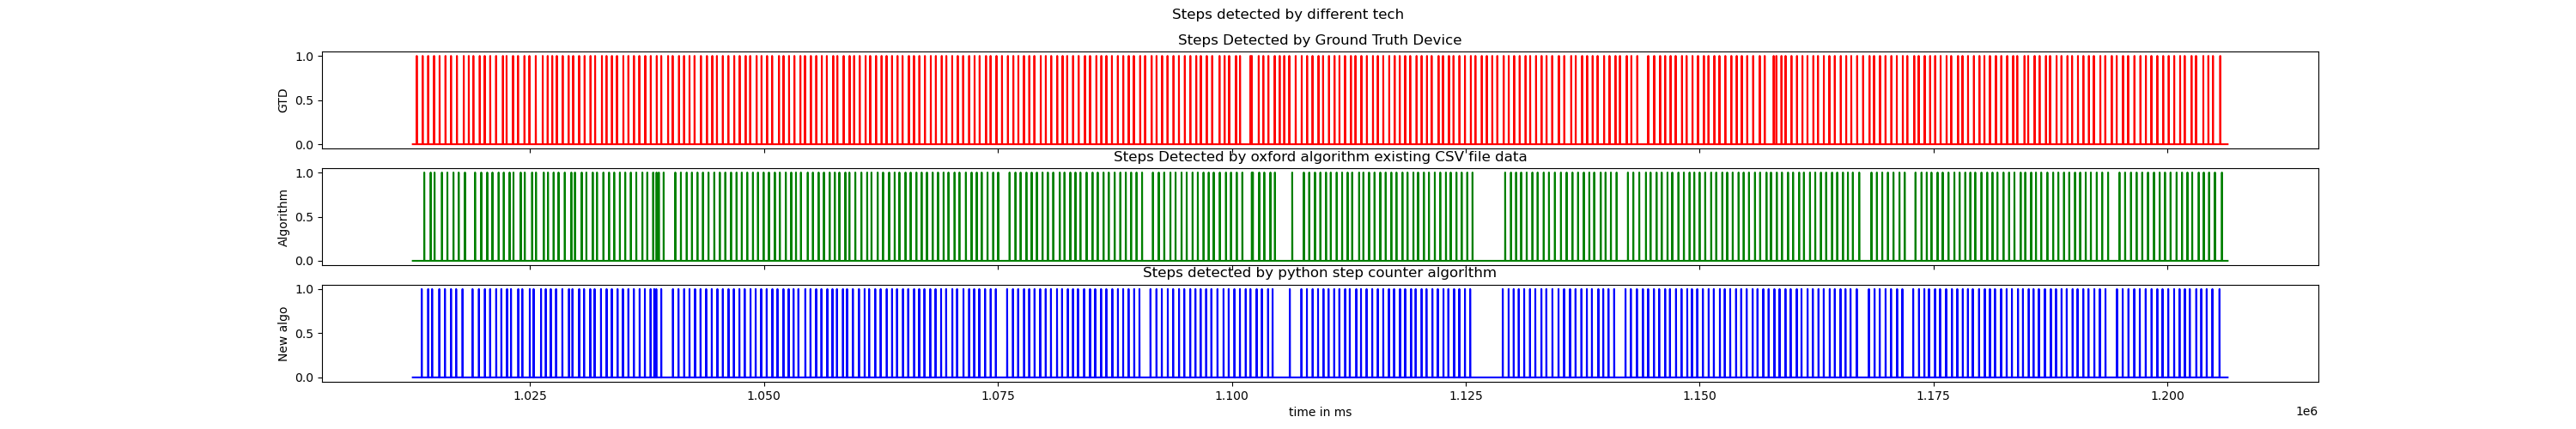 Steps detected by different tech
Steps Detected by Ground Truth Device
1.0
0.5
0.0
GTD
Steps Detected by oxford algorithm existing CSV file data
1.0
0.5
0.0
Algorithm
Steps detected by python step counter algorithm
1.0
0.5
0.0
New algo
1.025 1.050 1.075 1.100 1.125 1.150 1.175 1.200
time in ms
1e6